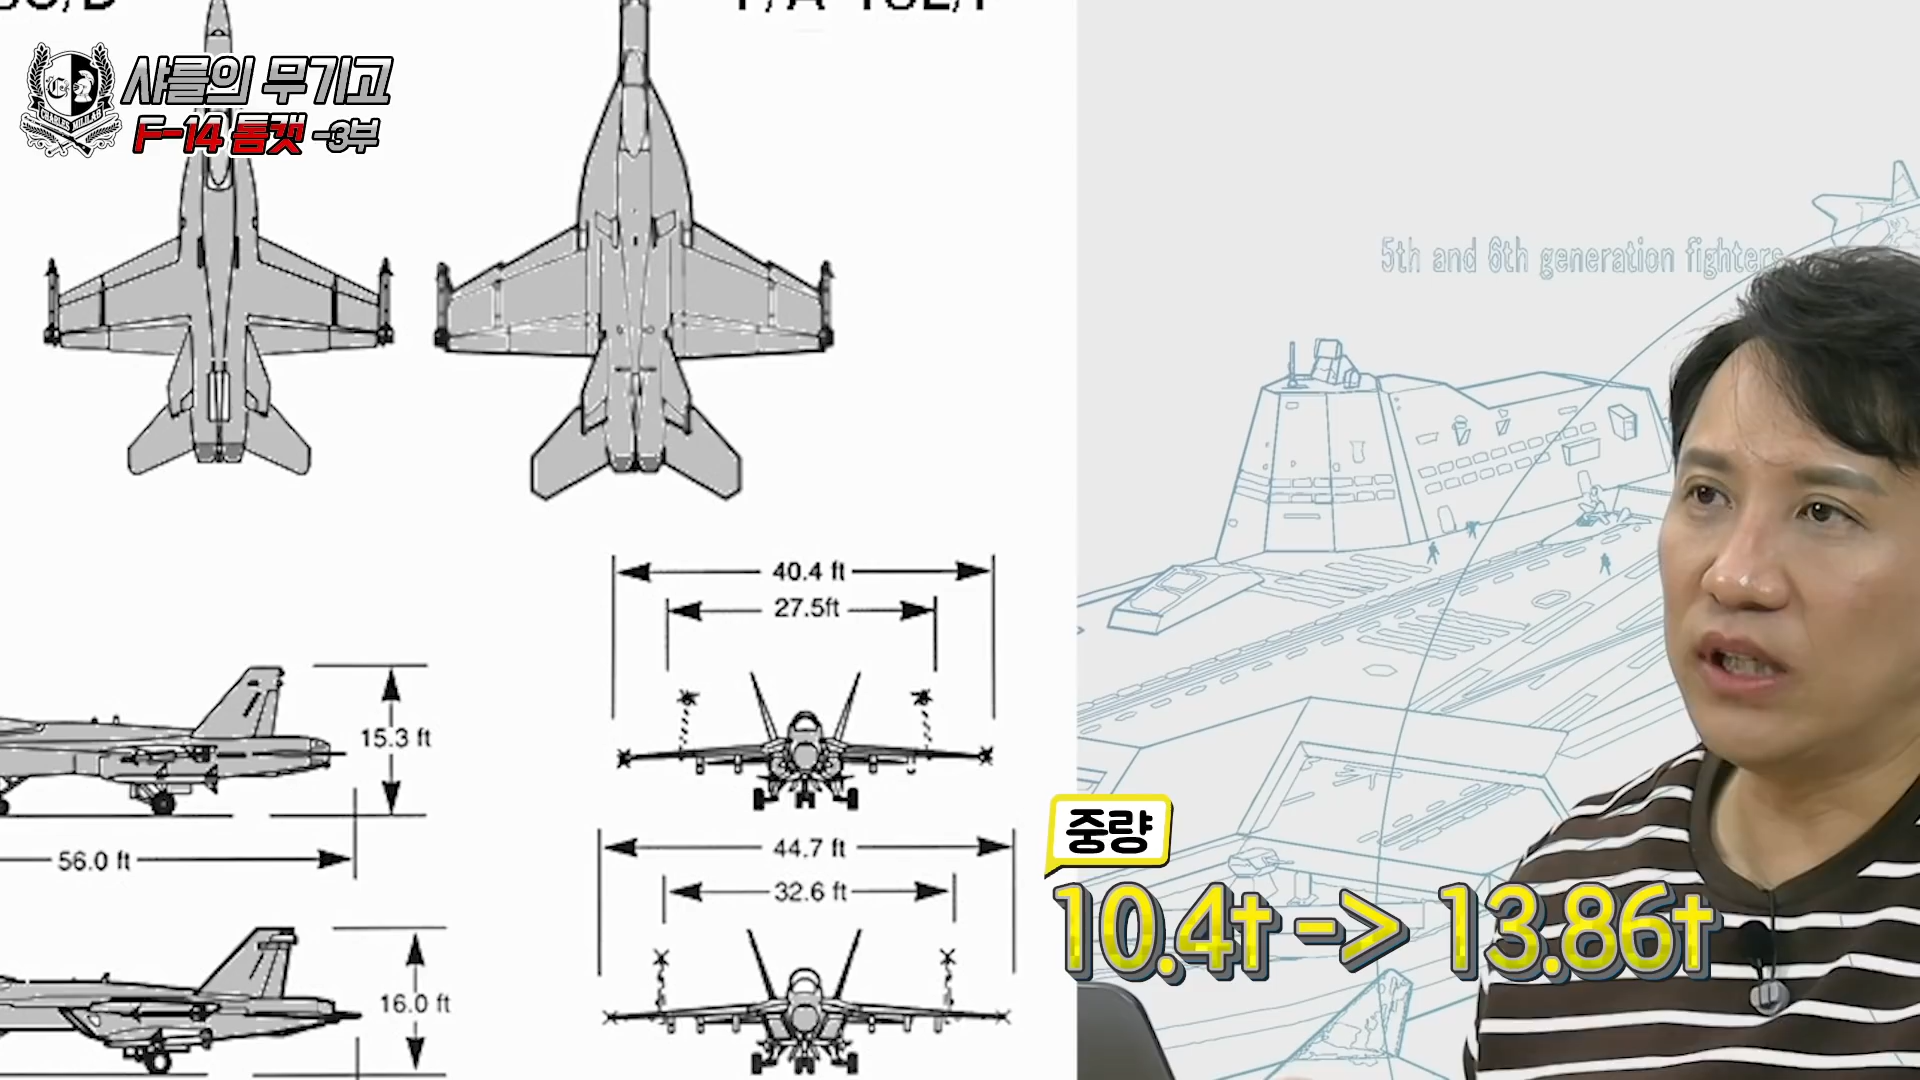 샤를의 무기고
F-14 톰캣 -3부
CHARLES MILILAB
5th and 6th generation fighters
40.4 ft
27.5ft
15.3 ft
56.0 ft
44.7 ft
32.6 ft
16.0 ft
중량
10.4t -> 13.86t